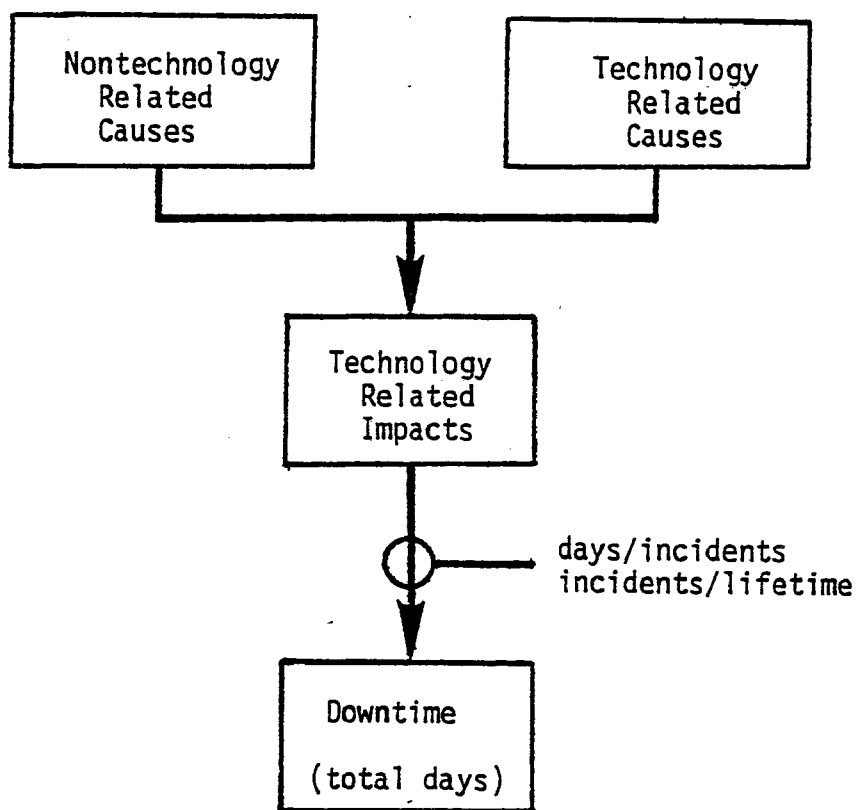 Nontechnology
Related
Causes
Technology
Related
Causes
Technology
Related
Impacts
days/incidents
incidents/lifetime
Downtime
(total days)